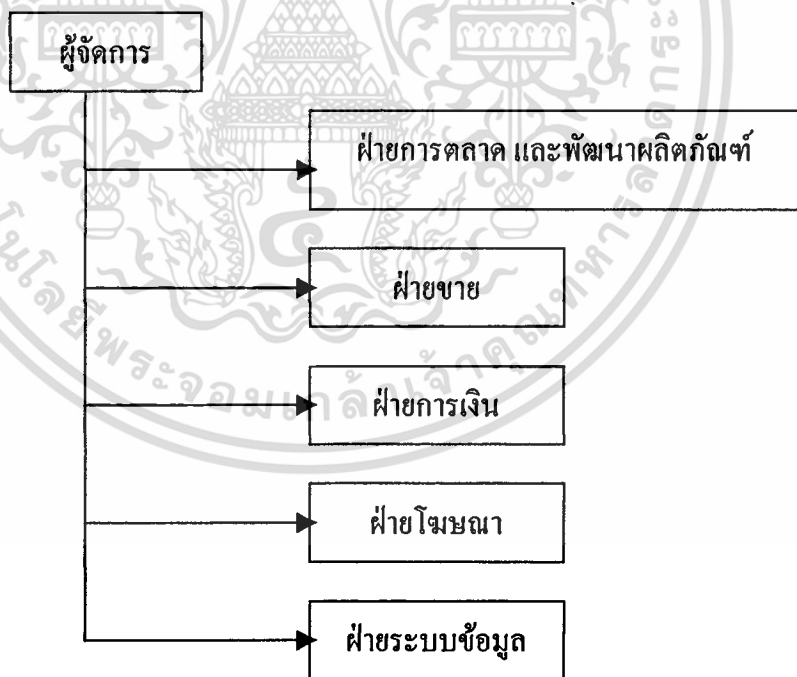 ผู้จัดการ
ฝ่ายการตลาด และพัฒนาผลิตภัณฑ์
ฝ่ายขาย
ฝ่ายการเงิน
ฝ่ายโฆษณา
ฝ่ายระบบข้อมูล